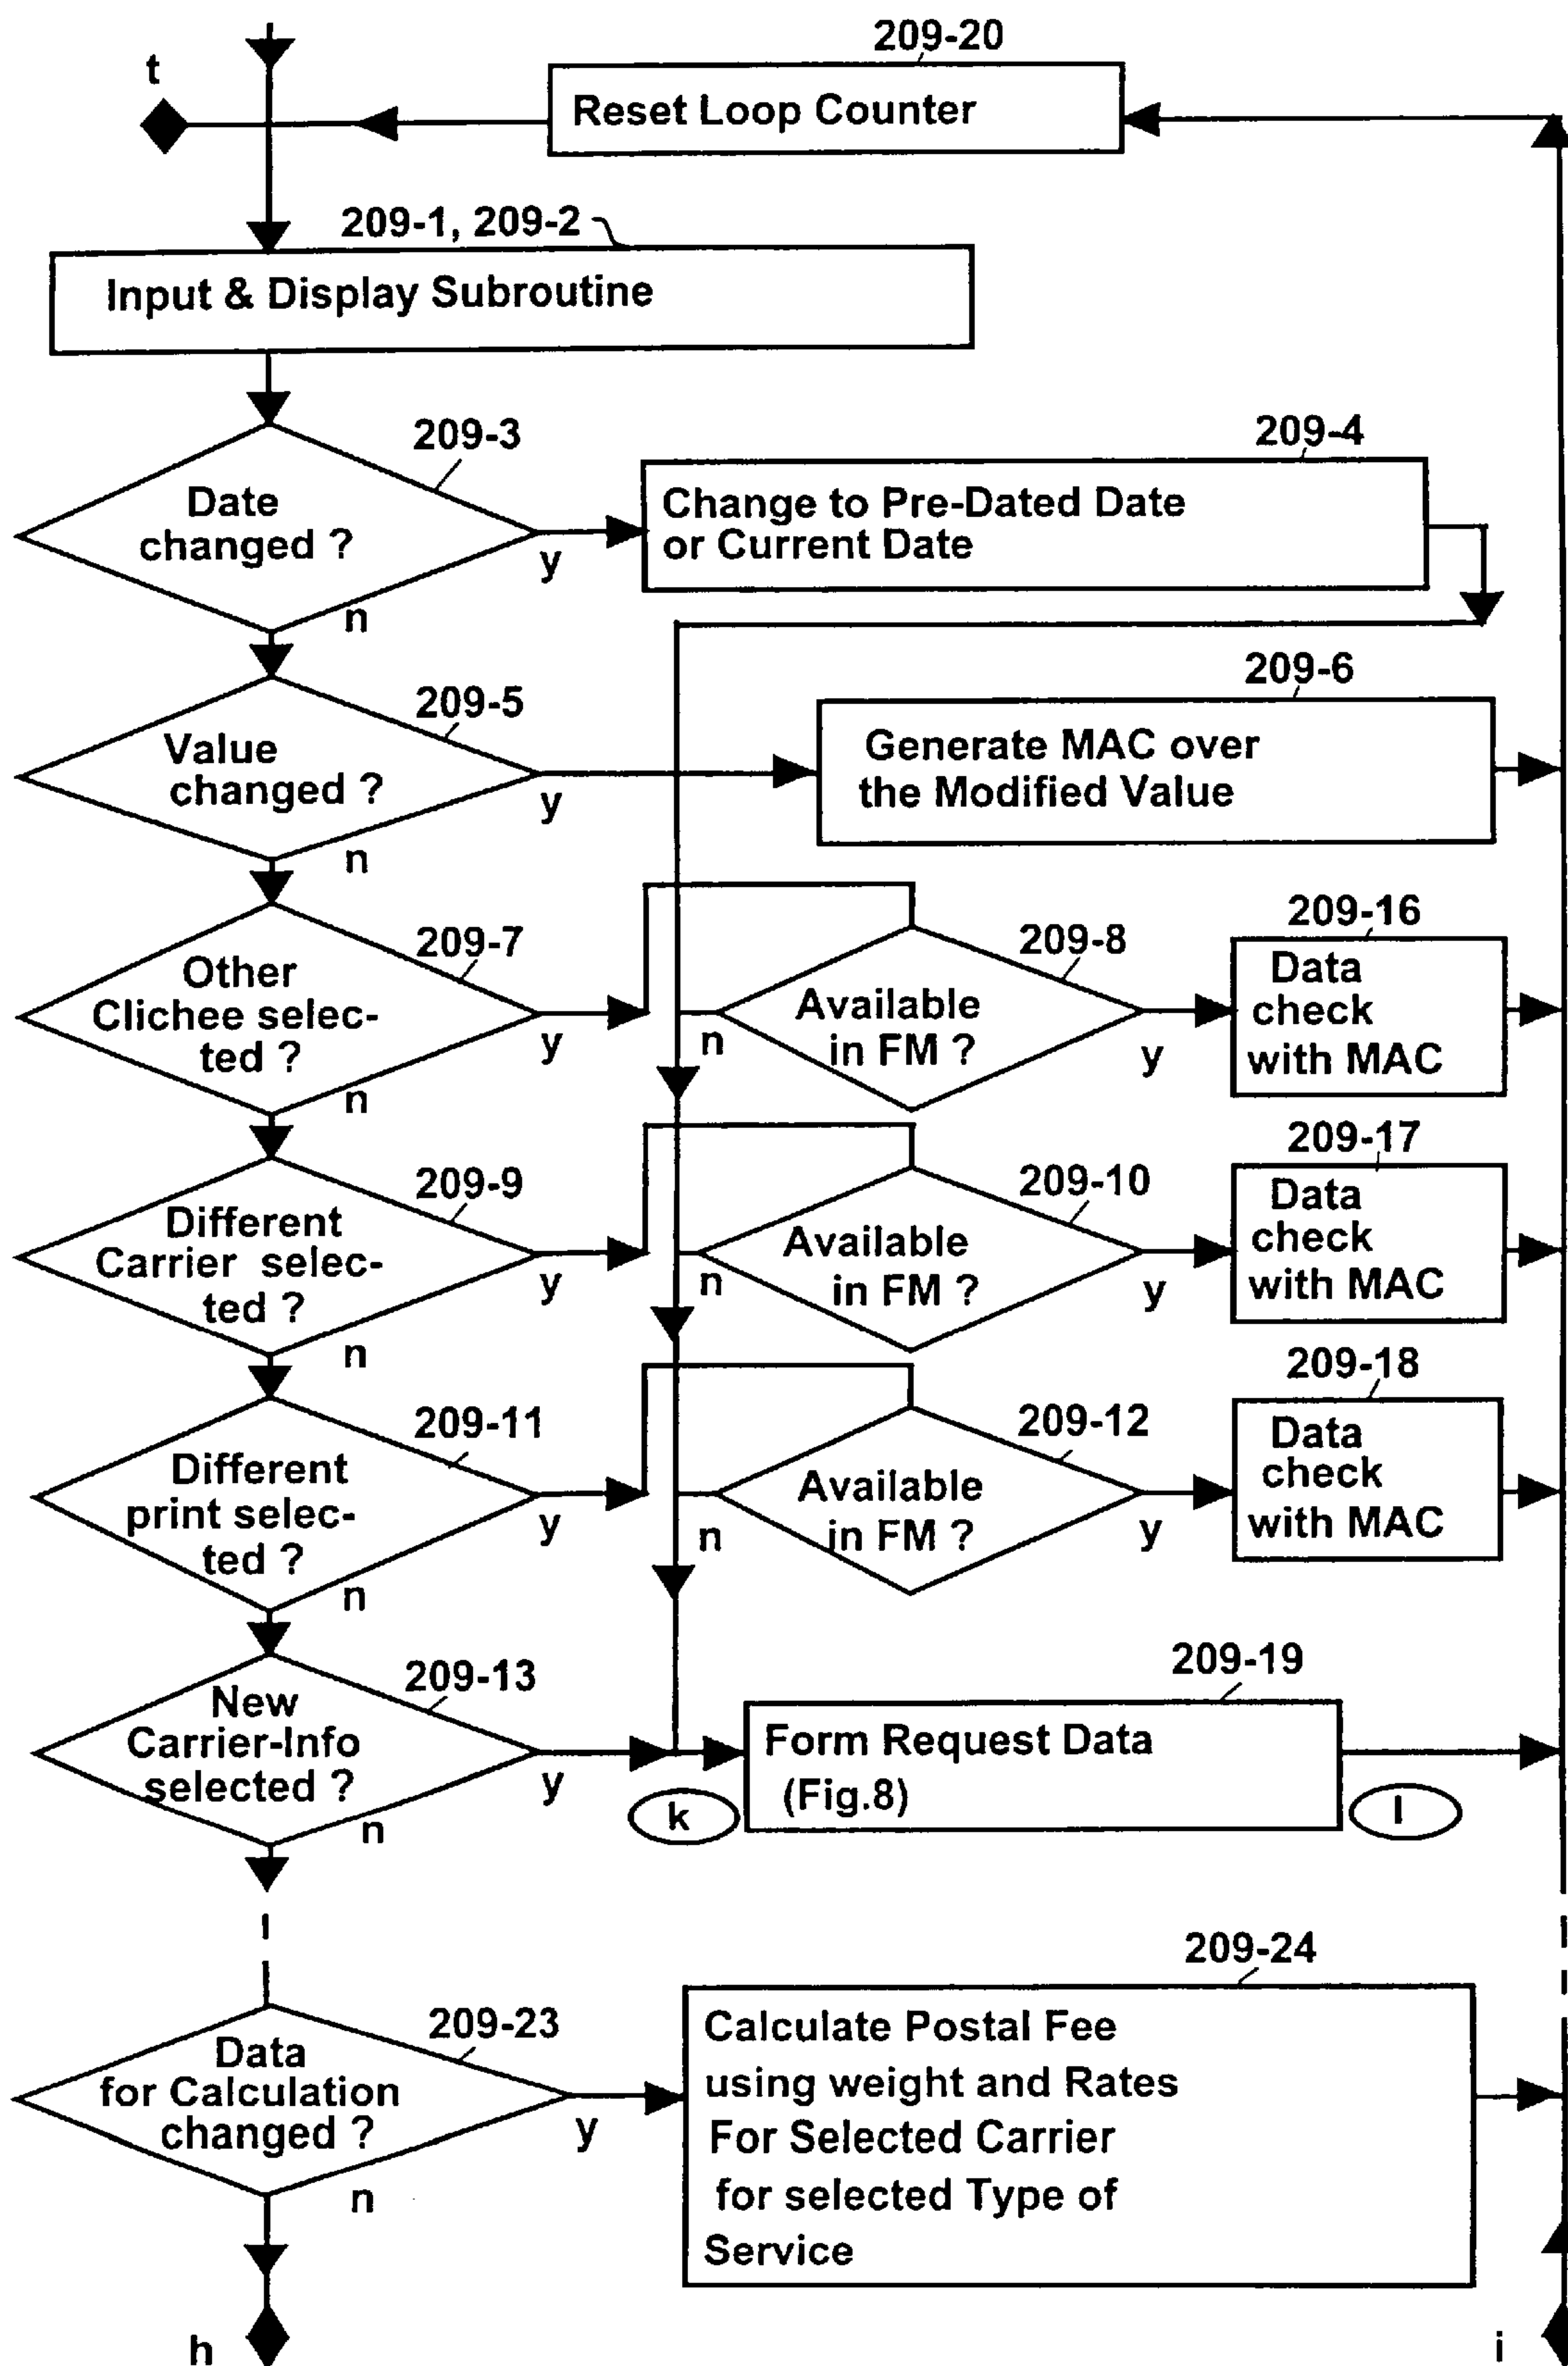 209-20
t
Reset Loop Counter
209-1, 209-2
Input & Display Subroutine
209-3
209-4
Date
changed ?
Change to Pre-Dated Date
or Current Date
y
n
209-5
209-6
Value
changed ?
Generate MAC over
the Modified Value
y
n
209-7
209-8
209-16
Other
Clichee selec-
ted ?
Available
in FM ?
Data
check
with MAC
y
n
y
n
209-9
209-10
209-17
Different
Carrier selec-
ted ?
Available
in FM ?
Data
check
with MAC
y
n
y
n
209-11
209-12
209-18
Different
print selec-
ted ?
Available
in FM ?
Data
check
with MAC
y
n
y
n
209-13
209-19
New
Carrier-Info
selected ?
Form Request Data
(Fig.8)
y
k
l
n
209-23
209-24
Data
for Calculation
changed ?
Calculate Postal Fee
using weight and Rates
For Selected Carrier
for selected Type of
Service
y
n
h
i